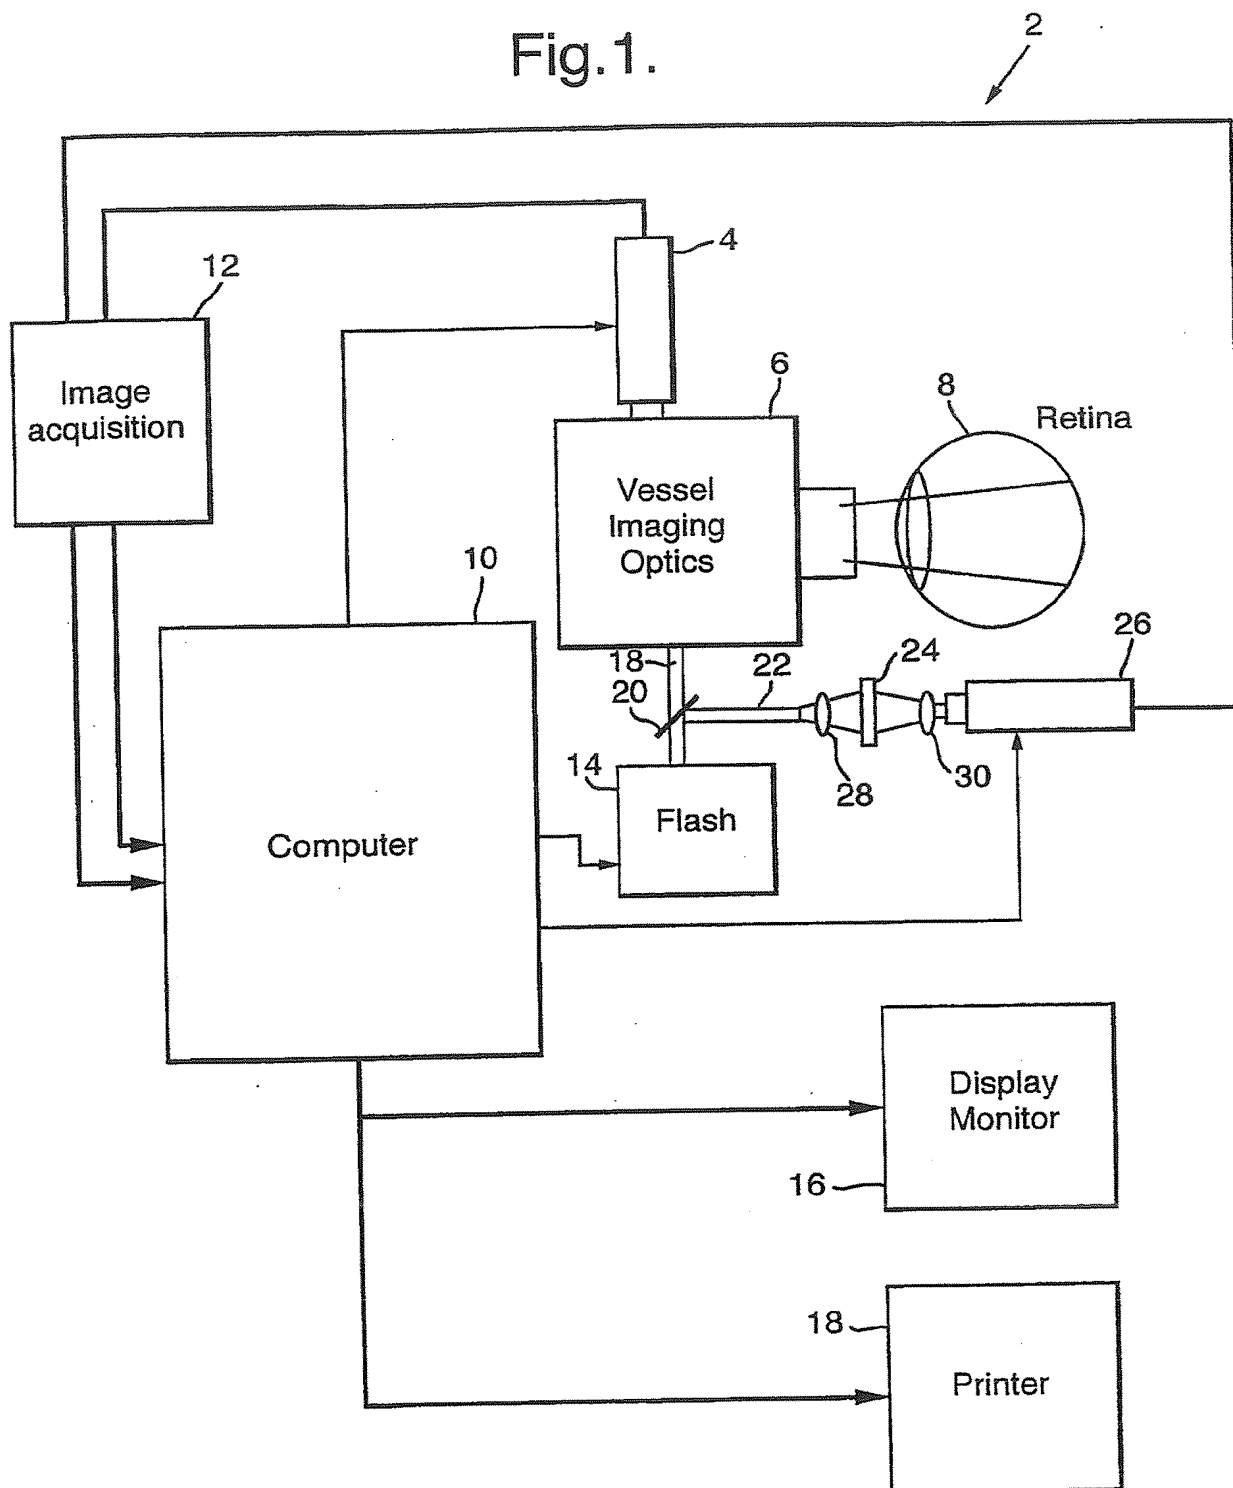 Fig.1.
2
4
12
Image
acquisition
6
8
Retina
Vessel
Imaging
Optics
10
18
20
22
24
26
28
30
14
Flash
Computer
Display
Monitor
16
18
Printer